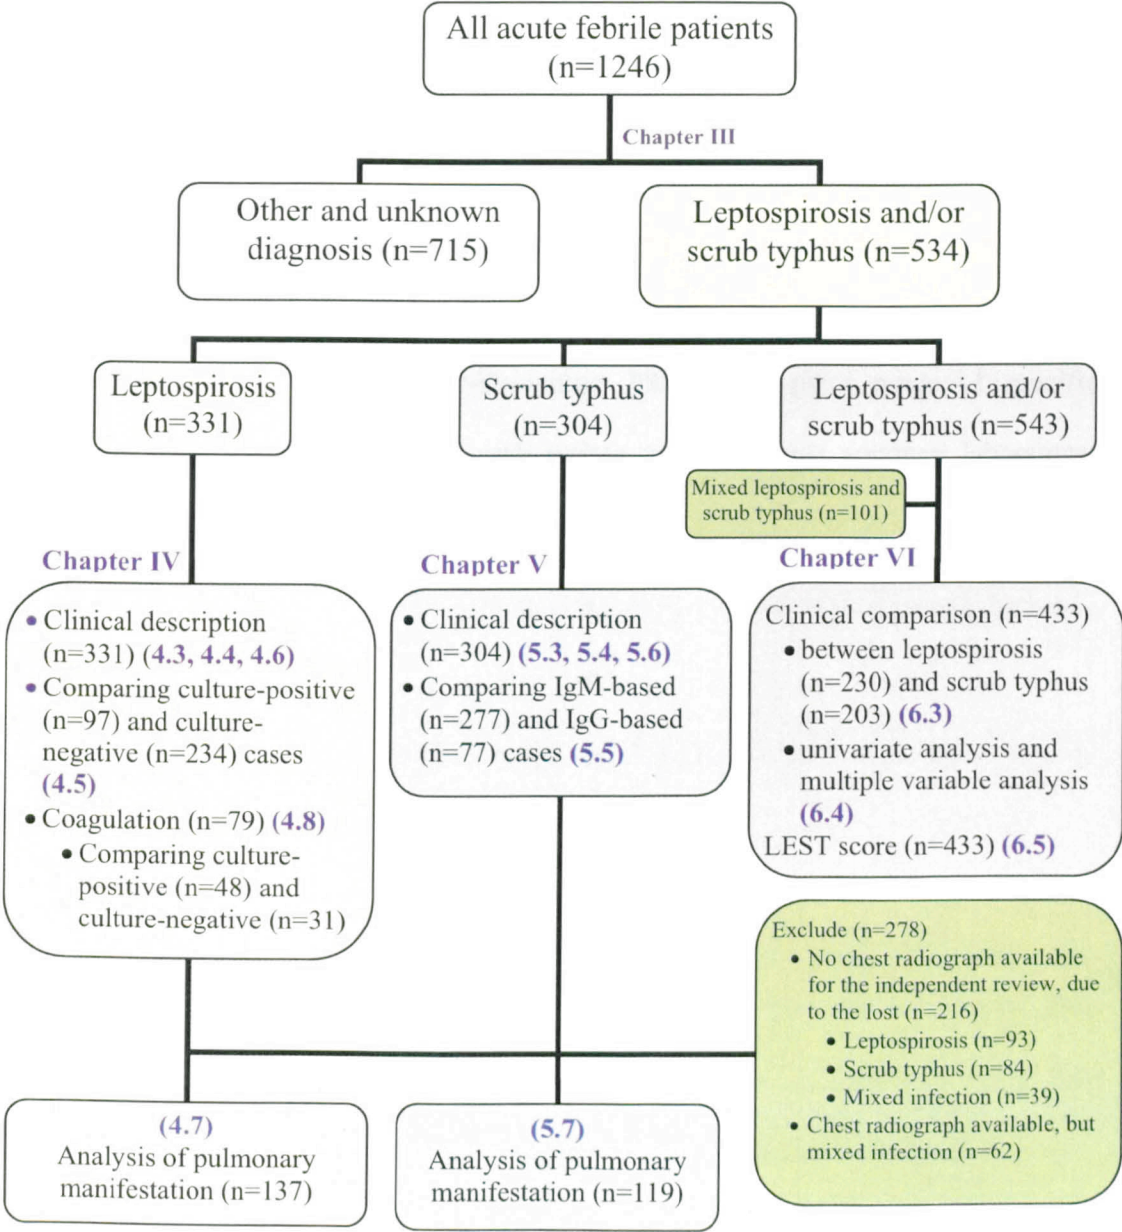 All acute febrile patients
(n=1246)
Chapter III
Other and unknown
diagnosis (n=715)
Leptospirosis and/or
scrub typhus (n=534)
Leptospirosis
(n=331)
Scrub typhus
(n=304)
Leptospirosis and/or
scrub typhus (n=543)
Mixed leptospirosis and
scrub typhus (n=101)
Chapter IV
• Clinical description
(n=331) (4.3, 4.4, 4.6)
• Comparing culture-positive
(n=97) and culture-
negative (n=234) cases
(4.5)
• Coagulation (n=79) (4.8)
• Comparing culture-
positive (n=48) and
culture-negative (n=31)
Chapter V
• Clinical description
(n=304) (5.3, 5.4, 5.6)
• Comparing IgM-based
(n=277) and IgG-based
(n=77) cases (5.5)
Chapter VI
Clinical comparison (n=433)
• between leptospirosis
(n=230) and scrub typhus
(n=203) (6.3)
• univariate analysis and
multiple variable analysis
(6.4)
LEST score (n=433) (6.5)
Exclude (n=278)
• No chest radiograph available
for the independent review, due
to the lost (n=216)
• Leptospirosis (n=93)
• Scrub typhus (n=84)
• Mixed infection (n=39)
• Chest radiograph available, but
mixed infection (n=62)
(4.7)
Analysis of pulmonary
manifestation (n=137)
(5.7)
Analysis of pulmonary
manifestation (n=119)